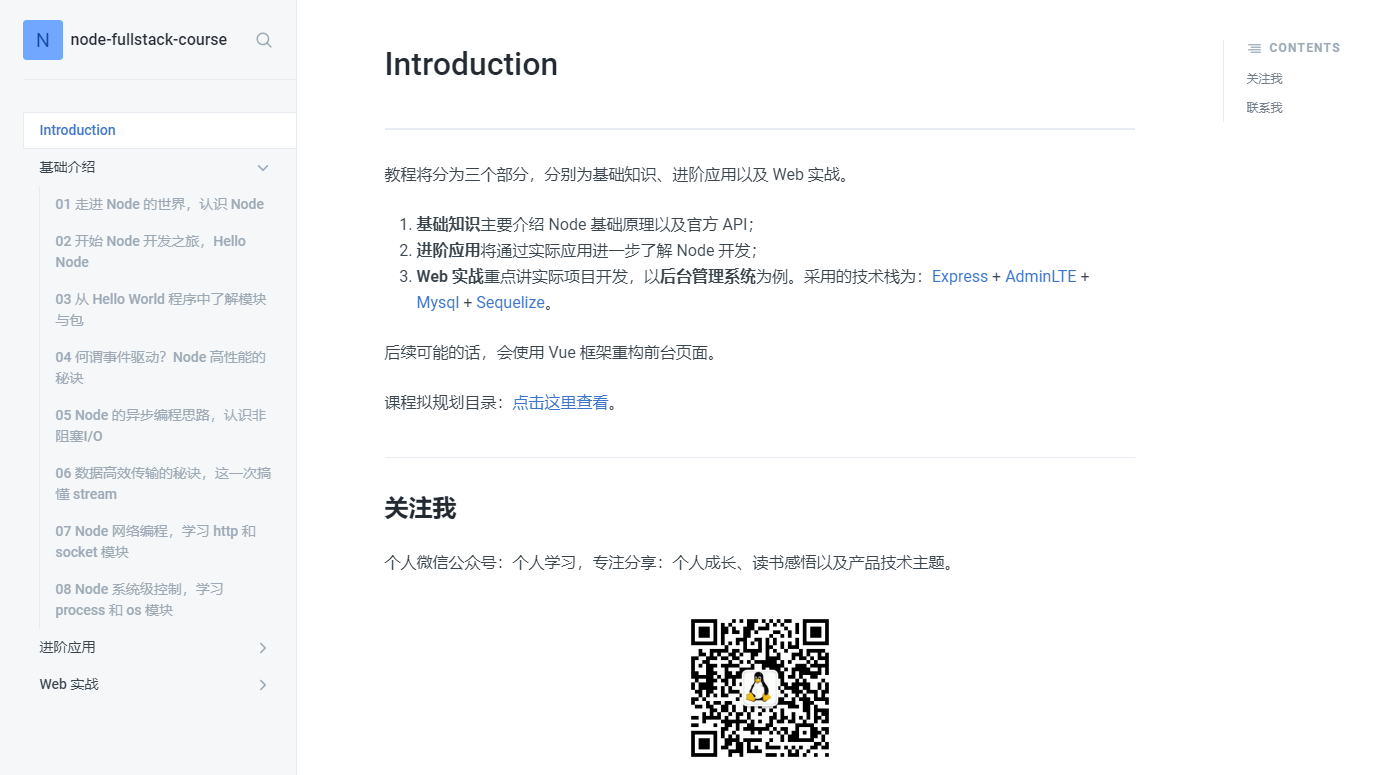 N node-fullstack-course
Introduction
基础介绍
01 走进 Node 的世界，认识 Node
02 开始 Node 开发之旅，Hello
Node
03 从 Hello World 程序中了解模块
与包
04 何谓事件驱动？Node 高性能的
秘诀
05 Node 的异步编程思路，认识非
阻塞I/O
06 数据高效传输的秘诀，这一次搞
懂 stream
07 Node 网络编程，学习 http 和
socket 模块
08 Node 系统级控制，学习
process 和 os 模块
进阶应用
Web 实战
Introduction
教程将分为三个部分，分别为基础知识、进阶应用以及 Web 实战。
1. 基础知识主要介绍 Node 基础原理以及官方 API；
2. 进阶应用将通过实际应用进一步了解 Node 开发；
3. Web 实战重点讲实际项目开发，以后台管理系统为例。采用的技术栈为：Express + AdminLTE +
Mysql + Sequelize。
后续可能的话，会使用 Vue 框架重构前台页面。
课程拟规划目录：点击这里查看。
关注我
个人微信公众号：个人学习，专注分享：个人成长、读书感悟以及产品技术主题。
CONTENTS
关注我
联系我